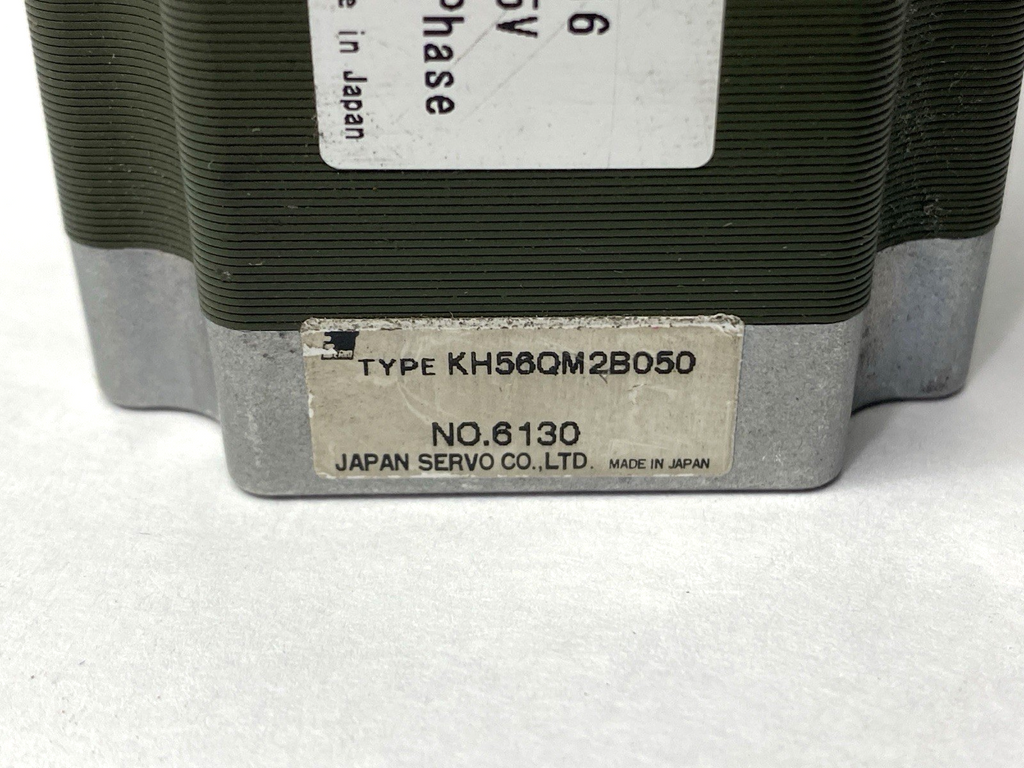 6
5V
Phase
in Japan
TYPE KH56QM2B050
NO.6130
JAPAN SERVO CO.,LTD. MADE IN JAPAN